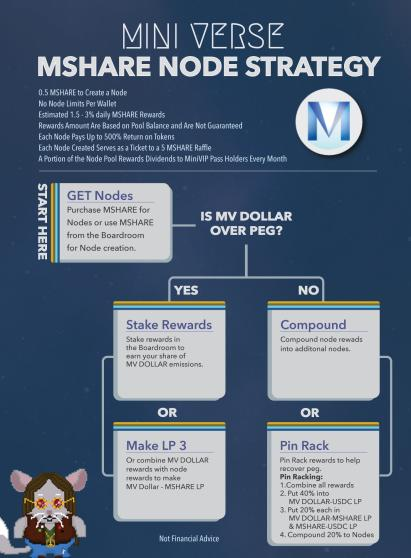 MINI VERSE
MSHARE NODE STRATEGY
0.5 MSHARE to Create a Node
No Node Limits Per Wallet
Estimated 1.5 - 3% daily MSHARE Rewards
Rewards Amount Are Based on Pool Balance and Are Not Guaranteed
Each Node Pays Up to 500% Return on Tokens
Each Node Created Serves as a Ticket to a 5 MSHARE Raffle
A Portion of the Node Pool Rewards Dividends to MiniVIP Pass Holders Every Month
M
START HERE
GET Nodes
Purchase MSHARE for
Nodes or use MSHARE
from the Boardroom
for Node creation.
IS MV DOLLAR
OVER PEG?
YES
NO
Stake Rewards
Stake rewards in
the Boardroom to
earn your share of
MV DOLLAR emissions.
Compound
Compound node rewads
into additonal nodes.
OR
OR
Make LP 3
Or combine MV DOLLAR
rewards with node
rewards to make
MV Dollar - MSHARE LP
Pin Rack
Pin Rack rewards to help
recover peg.
Pin Racking:
1.Combine all rewards
2. Put 40% into
MV DOLLAR-USDC LP
3. Put 20% each in
MV DOLLAR-MSHARE LP
& MSHARE-USDC LP
4. Compound 20% to Nodes
Not Financial Advice